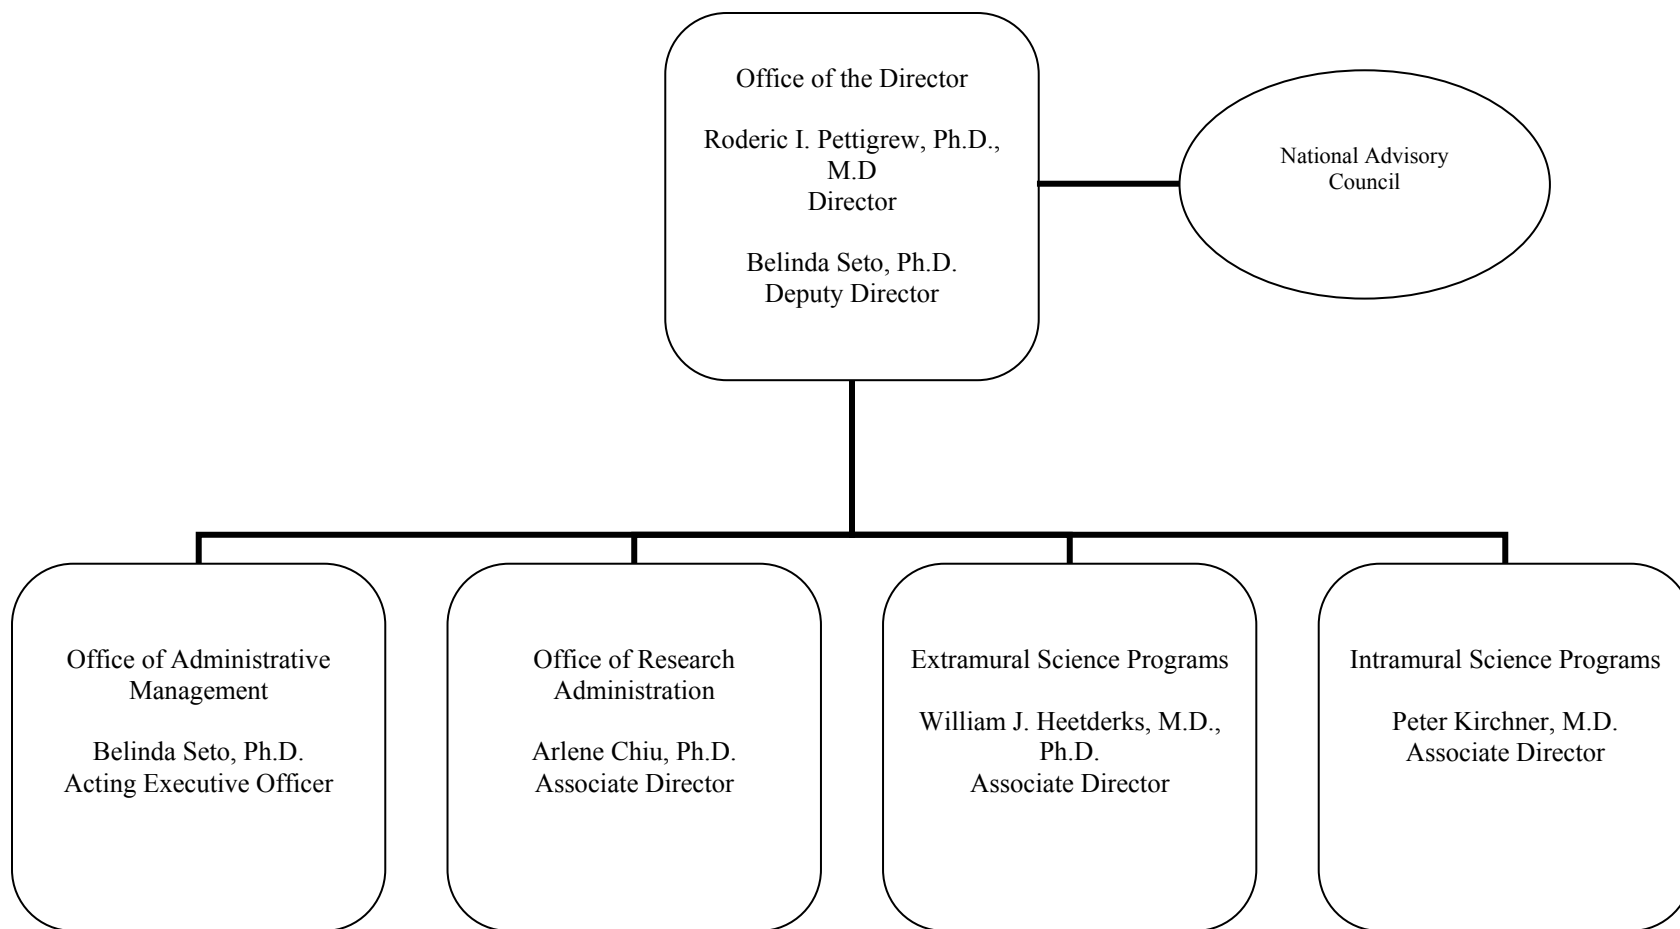 Office of the Director
Roderic I. Pettigrew, Ph.D.,
M.D
Director
Belinda Seto, Ph.D.
Deputy Director
National Advisory
Council
Office of Administrative
Management
Belinda Seto, Ph.D.
Acting Executive Officer
Office of Research
Administration
Arlene Chiu, Ph.D.
Associate Director
Extramural Science Programs
William J. Heetderks, M.D.,
Ph.D.
Associate Director
Intramural Science Programs
Peter Kirchner, M.D.
Associate Director